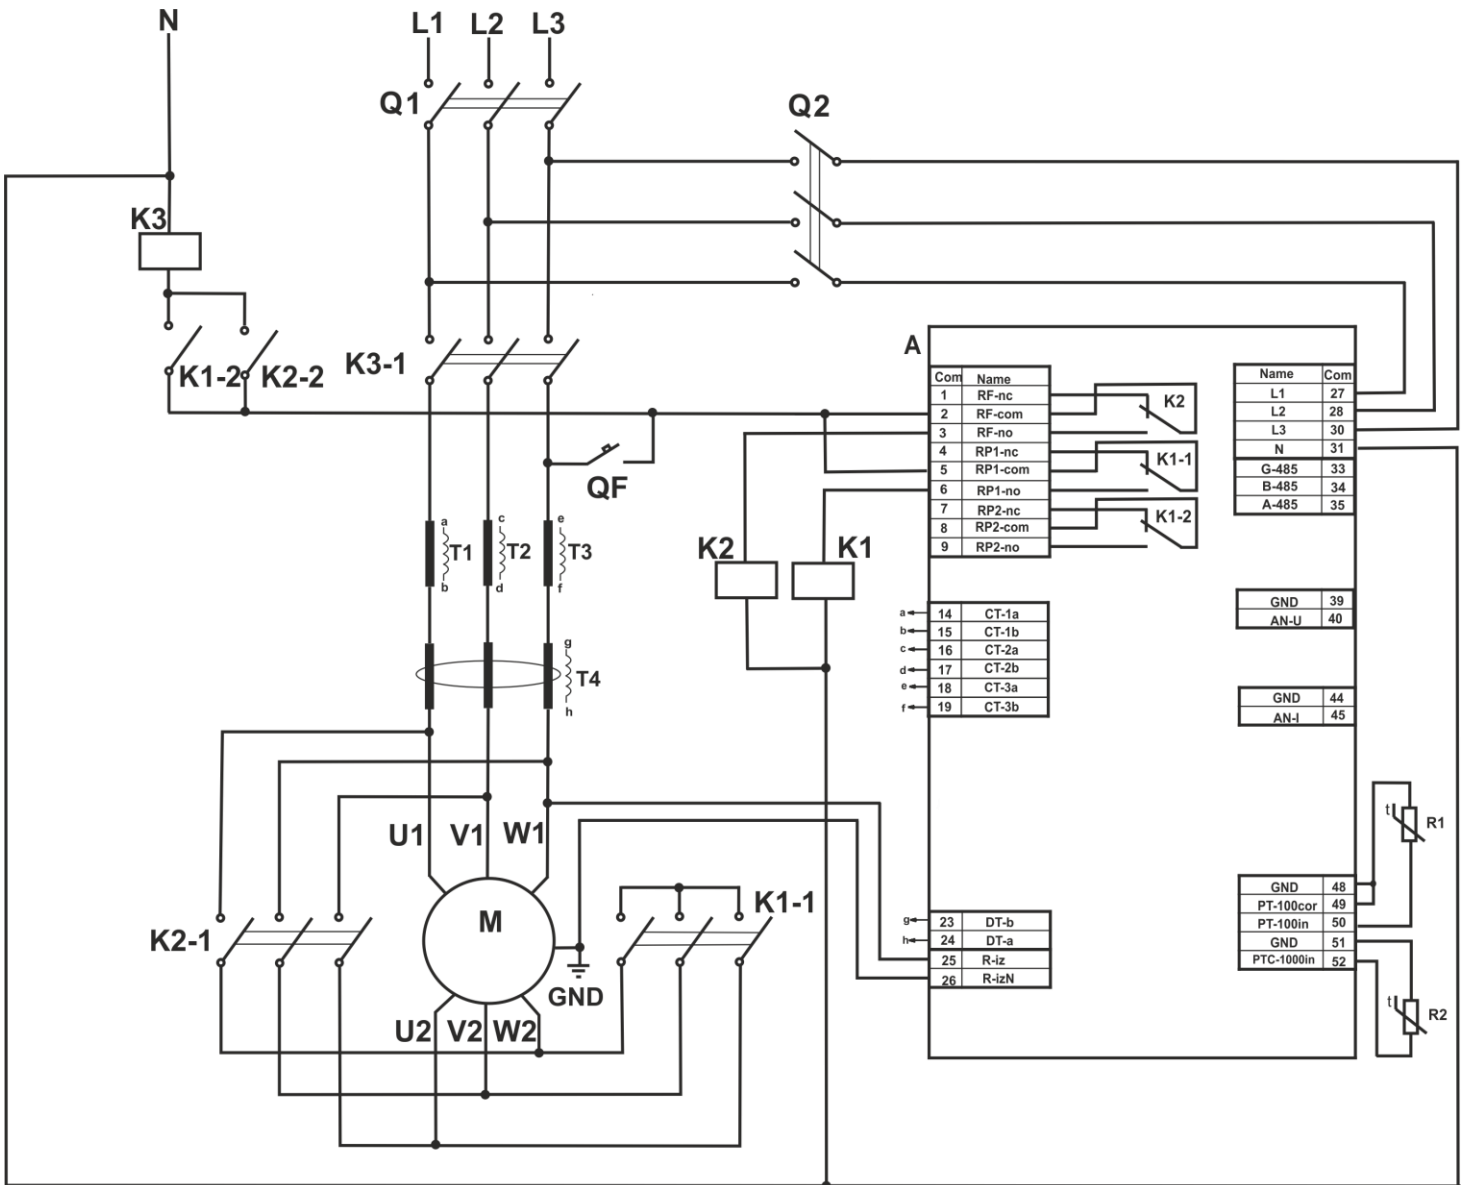 N
L1 L2 L3
Q1
Q2
K3
K1-2 K2-2
K3-1
QF
a
T1
b
c
T2
d
e
T3
f
g
T4
h
K2 K1
U1 V1 W1
M
GND
U2 V2 W2
K2-1
K1-1
A
Com Name
1 RF-nc
2 RF-com
3 RF-no
4 RP1-nc
5 RP1-com
6 RP1-no
7 RP2-nc
8 RP2-com
9 RP2-no
K2
K1-1
K1-2
a 14 CT-1a
b 15 CT-1b
c 16 CT-2a
d 17 CT-2b
e 18 CT-3a
f 19 CT-3b
g 23 DT-b
h 24 DT-a
25 R-iz
26 R-izN
Name Com
L1 27
L2 28
L3 30
N 31
G-485 33
B-485 34
A-485 35
GND 39
AN-U 40
GND 44
AN-I 45
GND 48
PT-100cor 49
PT-100in 50
GND 51
PTC-1000in 52
t R1
t R2